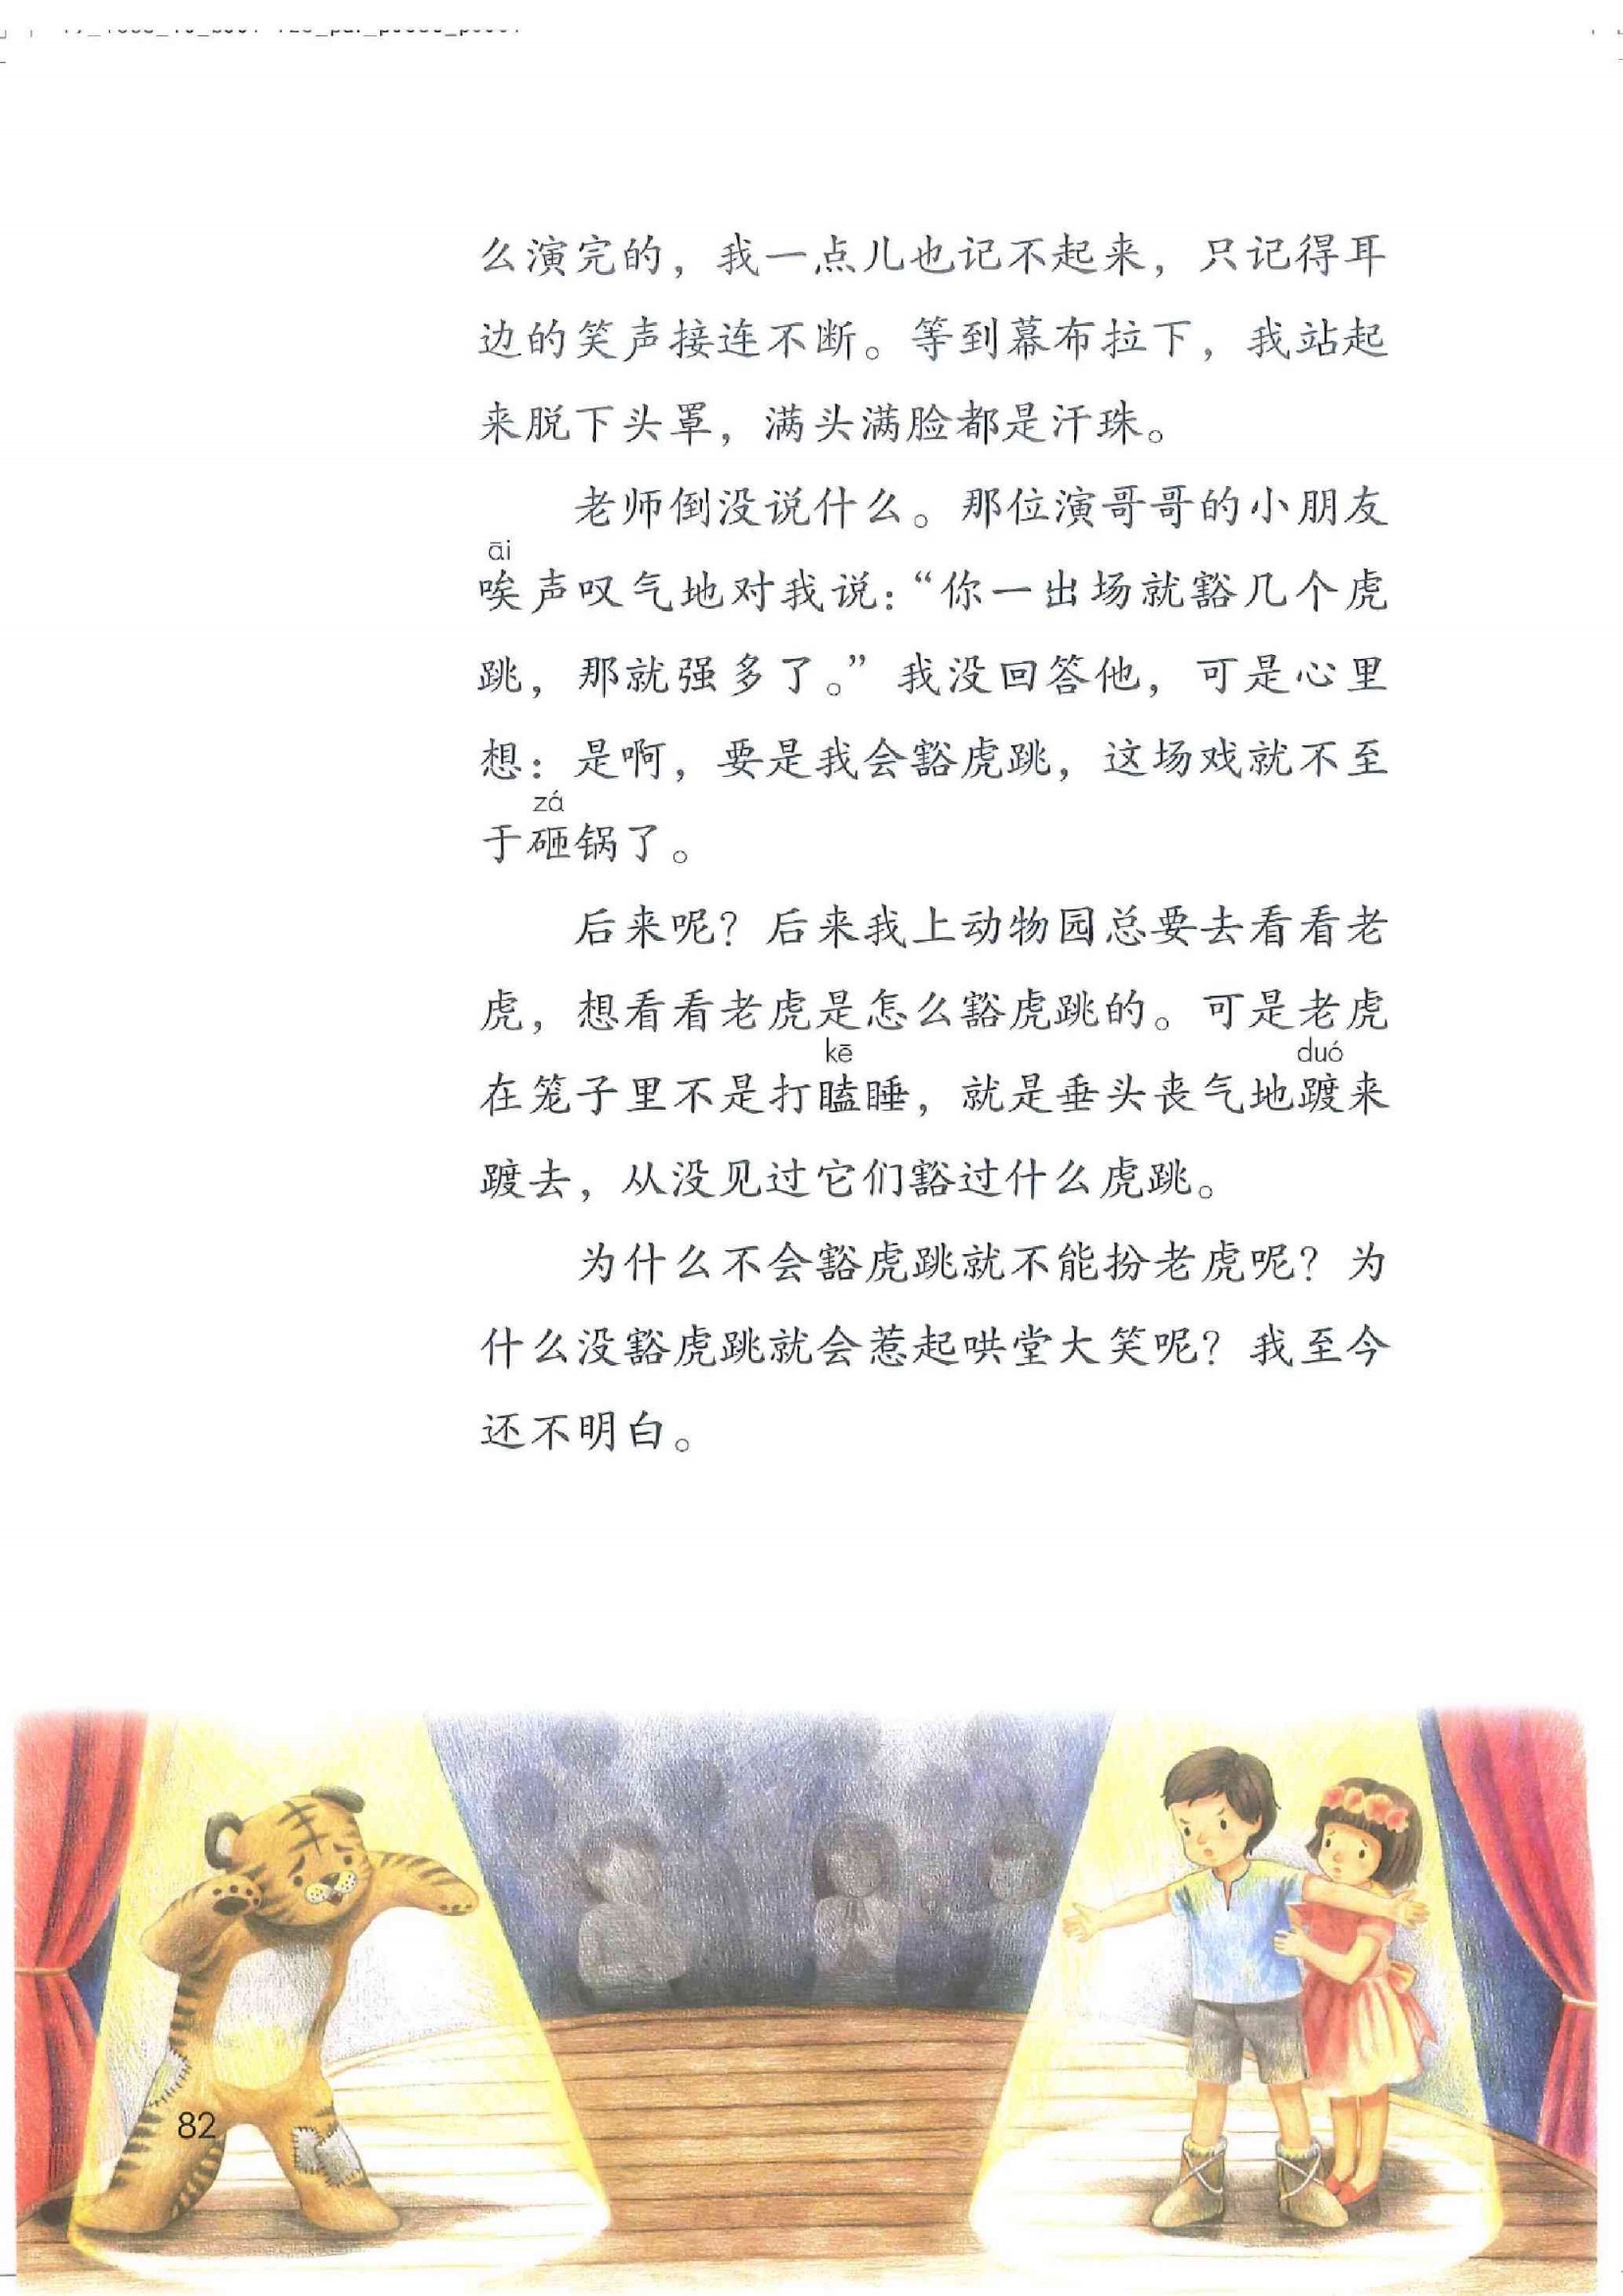 么演完的，我一点儿也记不起来，只记得耳
边的笑声接连不断。等到幕布拉下，我站起
来脱下头罩，满头满脸都是汗珠。
老师倒没说什么。那位演哥哥的小朋友
āi
唉声叹气地对我说：“你一出场就豁几个虎
跳，那就强多了。”我没回答他，可是心里
想：是啊，要是我会豁虎跳，这场戏就不至
zá
于砸锅了。
后来呢？后来我上动物园总要去看看老
虎，想看看老虎是怎么豁虎跳的。可是老虎
kē duó
在笼子里不是打瞌睡，就是垂头丧气地踱来
踱去，从没见过它们豁过什么虎跳。
为什么不会豁虎跳就不能扮老虎呢？为
什么没豁虎跳就会惹起哄堂大笑呢？我至今
还不明白。
82